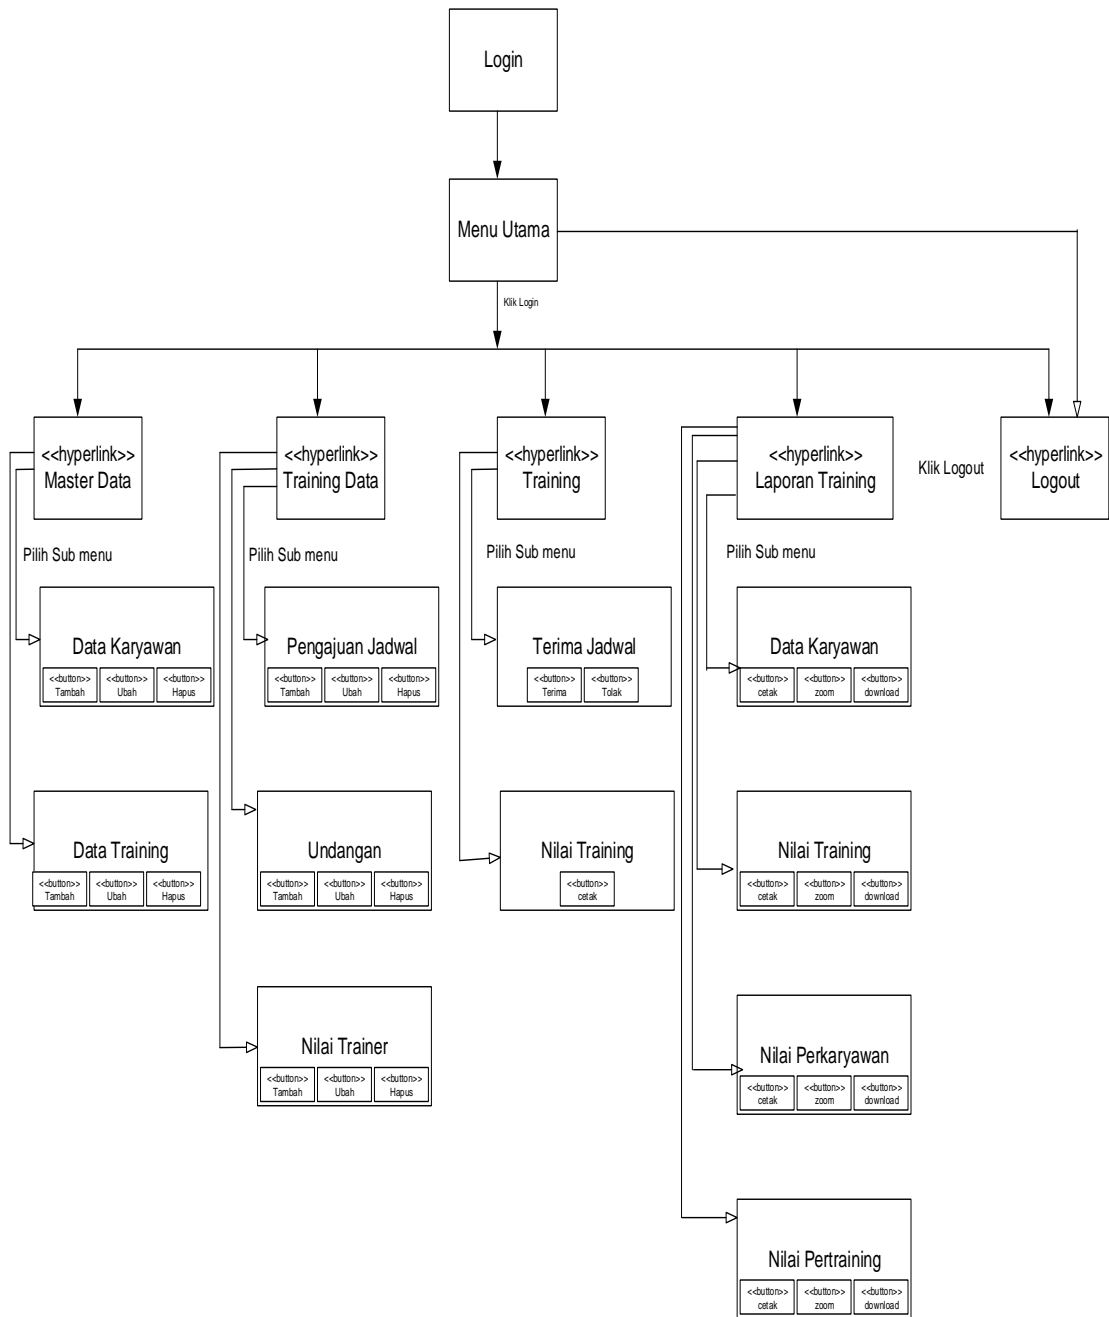 Login
Menu Utama
Klik Login
<<hyperlink>>
Master Data
<<hyperlink>>
Training Data
<<hyperlink>>
Training
<<hyperlink>>
Laporan Training
Klik Logout
<<hyperlink>>
Logout
Pilih Sub menu
Pilih Sub menu
Pilih Sub menu
Pilih Sub menu
Data Karyawan
<<button>>
Tambah
<<button>>
Ubah
<<button>>
Hapus
Pengajuan Jadwal
<<button>>
Tambah
<<button>>
Ubah
<<button>>
Hapus
Terima Jadwal
<<button>>
Terima
<<button>>
Tolak
Data Karyawan
<<button>>
cetak
<<button>>
zoom
<<button>>
download
Data Training
<<button>>
Tambah
<<button>>
Ubah
<<button>>
Hapus
Undangan
<<button>>
Tambah
<<button>>
Ubah
<<button>>
Hapus
Nilai Training
<<button>>
cetak
Nilai Training
<<button>>
cetak
<<button>>
zoom
<<button>>
download
Nilai Trainer
<<button>>
Tambah
<<button>>
Ubah
<<button>>
Hapus
Nilai Perkaryawan
<<button>>
cetak
<<button>>
zoom
<<button>>
download
Nilai Pertraining
<<button>>
cetak
<<button>>
zoom
<<button>>
download